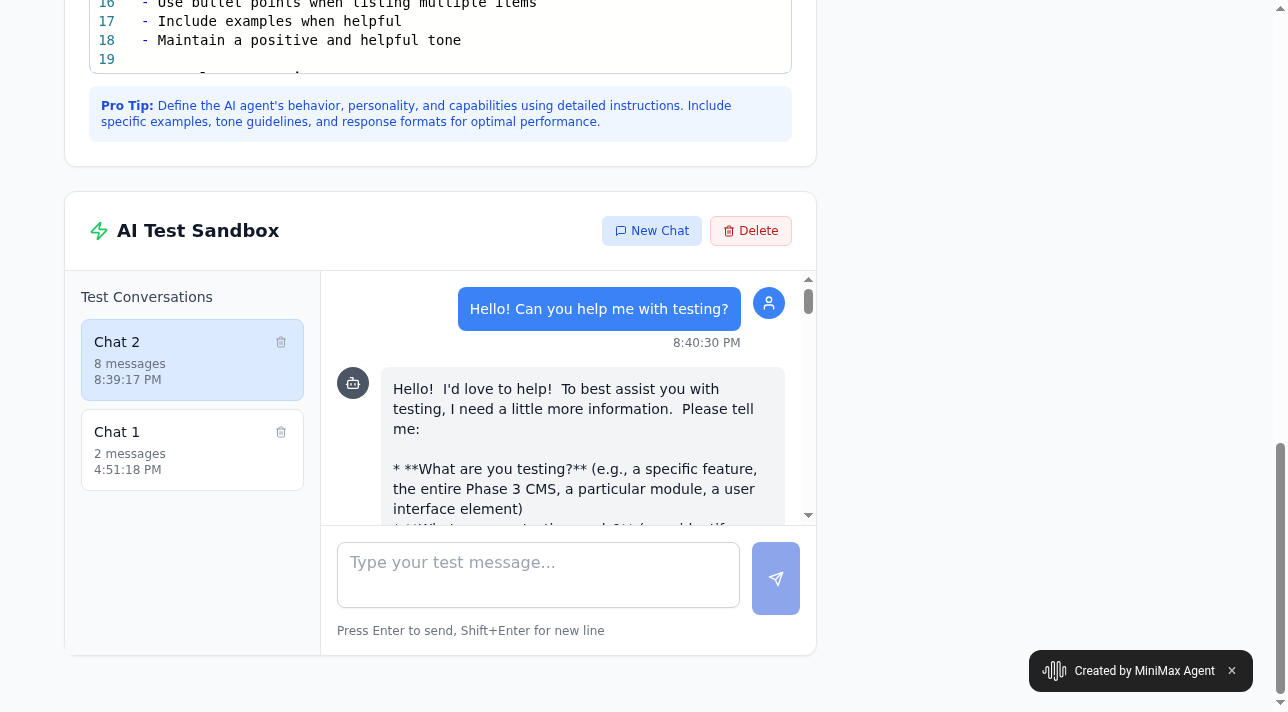 16 - Use bullet points when listing multiple items
17 - Include examples when helpful
18 - Maintain a positive and helpful tone
19
Pro Tip: Define the AI agent's behavior, personality, and capabilities using detailed instructions. Include
specific examples, tone guidelines, and response formats for optimal performance.
AI Test Sandbox
New Chat
Delete
Test Conversations
Chat 2
8 messages
8:39:17 PM
Chat 1
2 messages
4:51:18 PM
Hello! Can you help me with testing?
8:40:30 PM
Hello!  I'd love to help!  To best assist you with
testing, I need a little more information.  Please tell
me:
* **What are you testing?** (e.g., a specific feature,
the entire Phase 3 CMS, a particular module, a user
interface element)
Type your test message...
Press Enter to send, Shift+Enter for new line
Created by MiniMax Agent